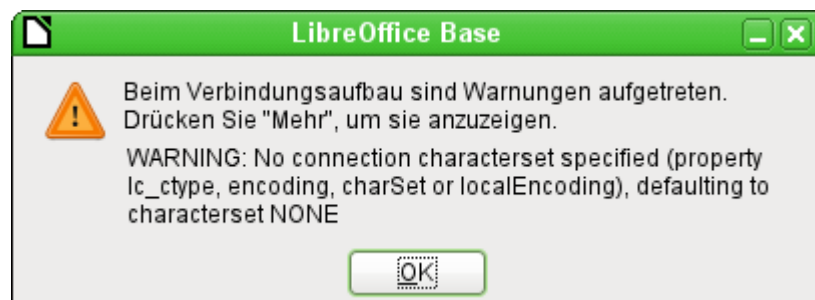 LibreOffice Base
Beim Verbindungsaufbau sind Warnungen aufgetreten.
Drücken Sie "Mehr", um sie anzuzeigen.
WARNING: No connection characterset specified (property
lc_ctype, encoding, charSet or localEncoding), defaulting to
characterset NONE
OK